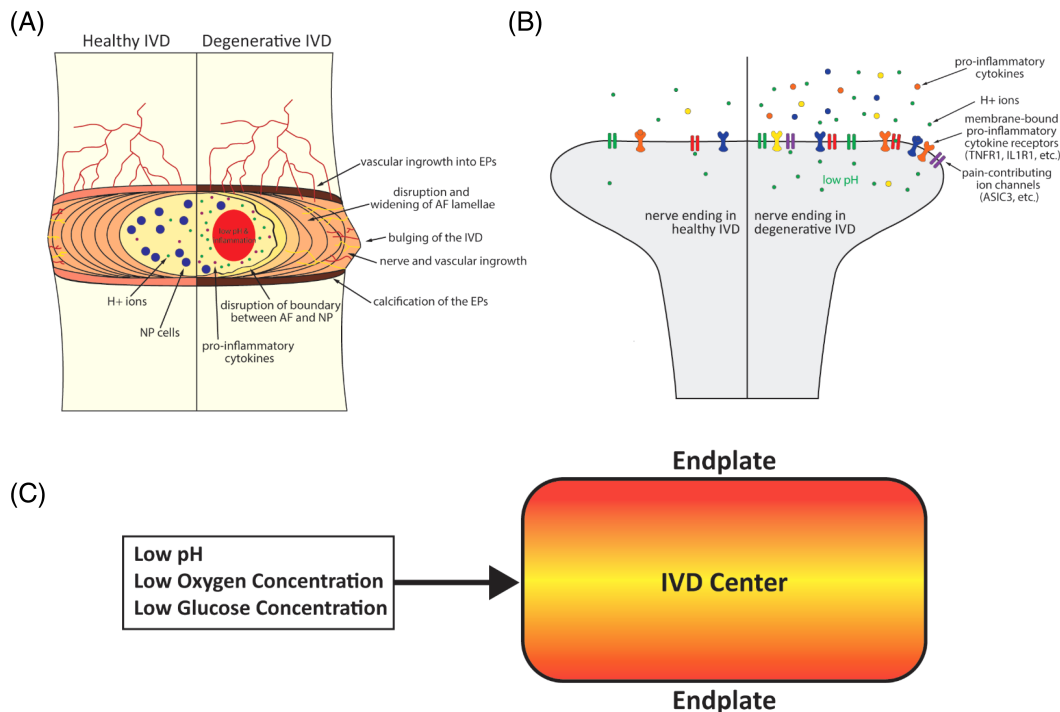 (A)
Healthy IVD
Degenerative IVD
vascular ingrowth into EPs
disruption and
widening of AF lamellae
bulging of the IVD
nerve and vascular ingrowth
calcification of the EPs
low pH &
inflammation
H+ ions
NP cells
disruption of boundary
between AF and NP
pro-inflammatory
cytokines
(B)
pro-inflammatory
cytokines
H+ ions
membrane-bound
pro-inflammatory
cytokine receptors
(TNFR1, IL1R1, etc.)
pain-contributing
ion channels
(ASIC3, etc.)
low pH
nerve ending in
healthy IVD
nerve ending in
degenerative IVD
(C)
Low pH
Low Oxygen Concentration
Low Glucose Concentration
Endplate
IVD Center
Endplate